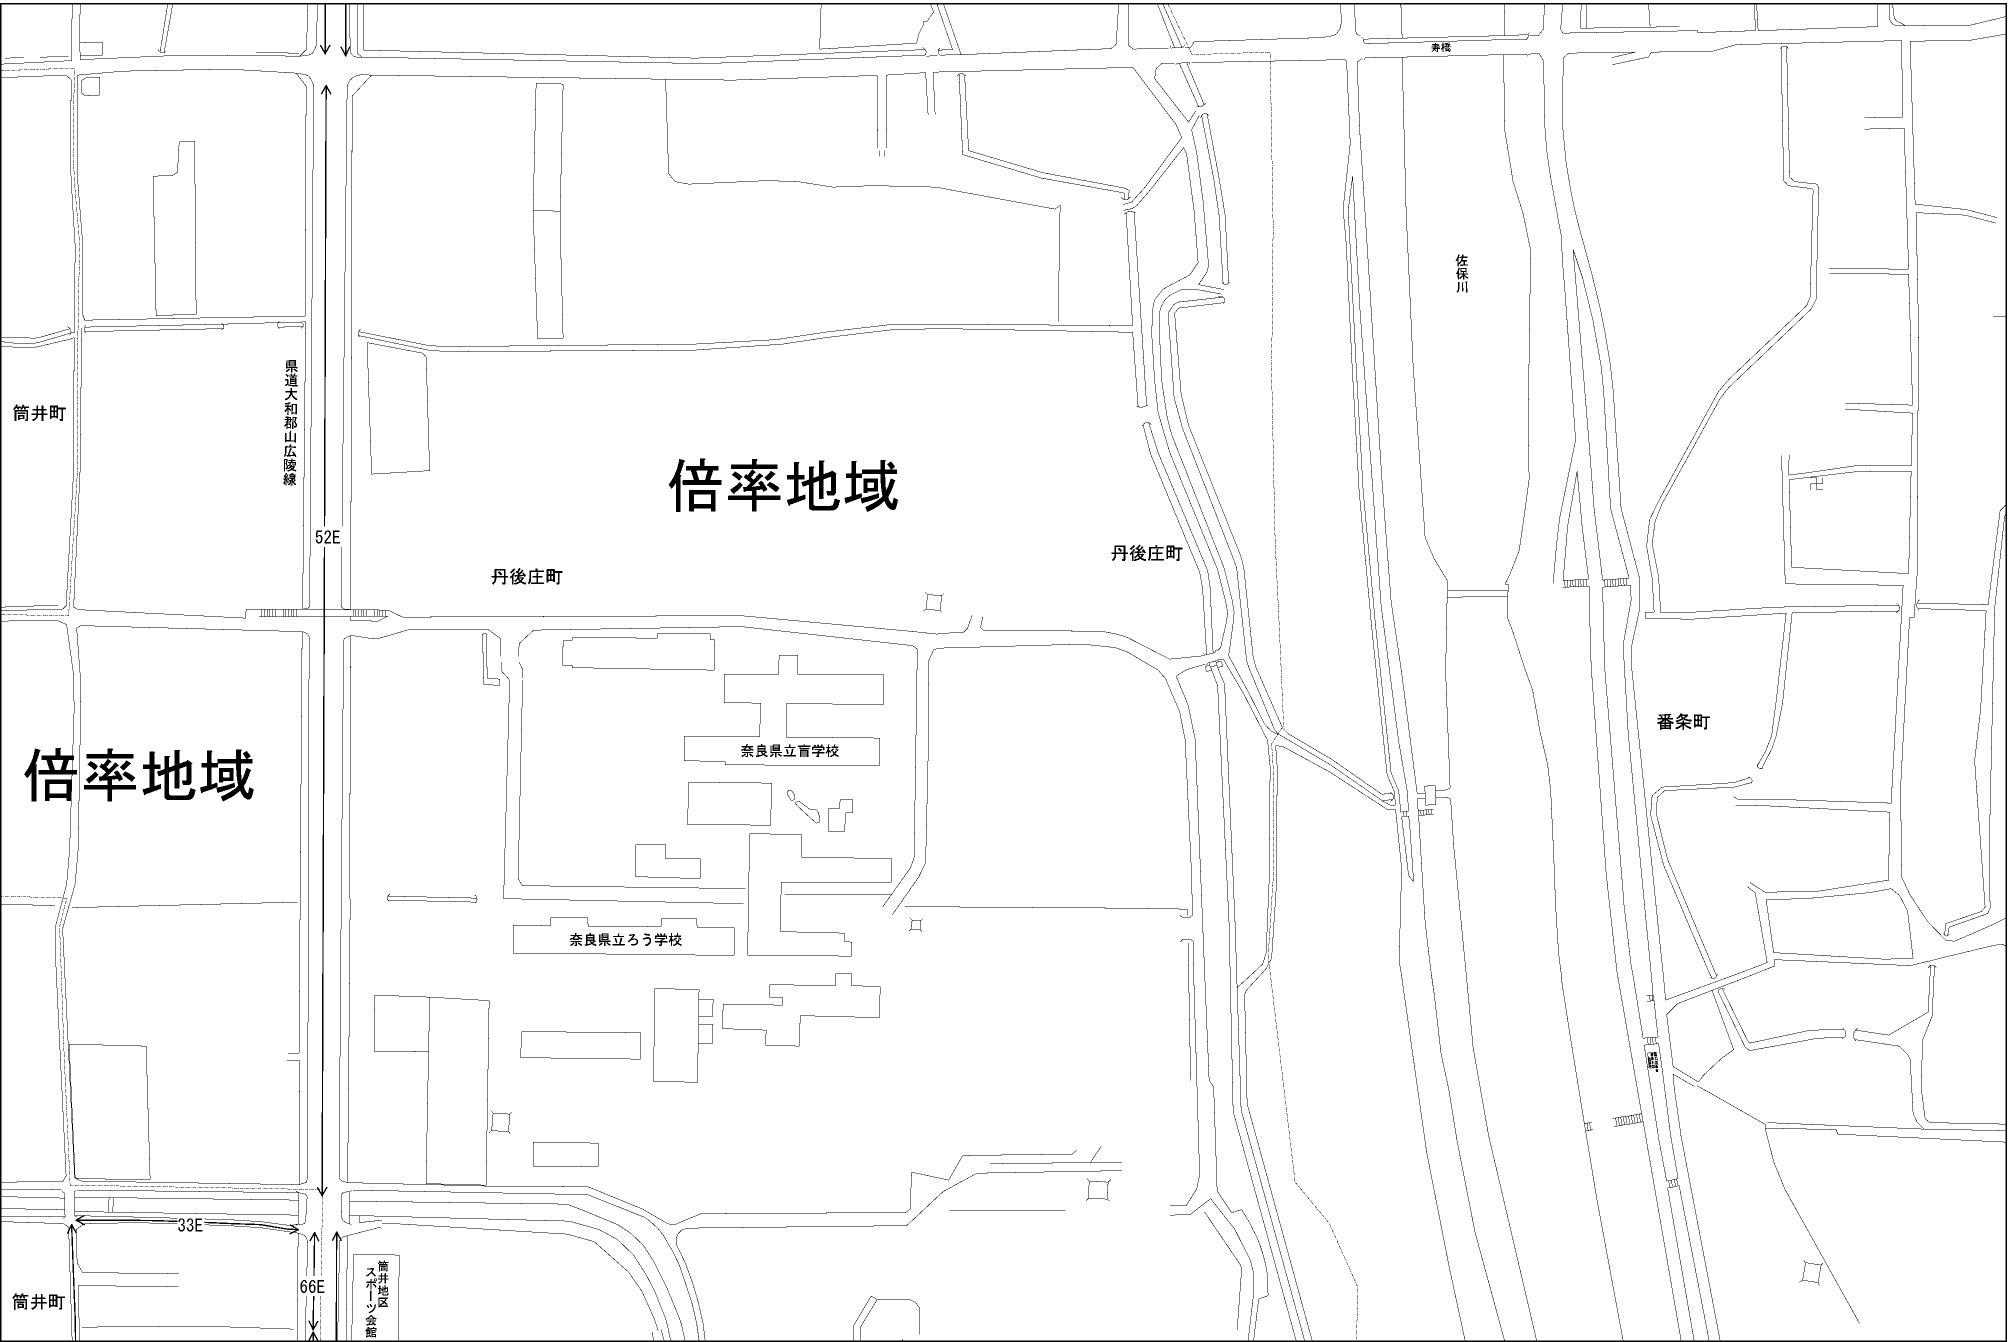 寿橋
佐保川
県道大和郡山広陵線
筒井町
倍率地域
52E
丹後庄町
丹後庄町
番条町
奈良県立盲学校
倍率地域
奈良県立ろう学校
33E
66E
筒井地区
スポーツ会館
筒井町